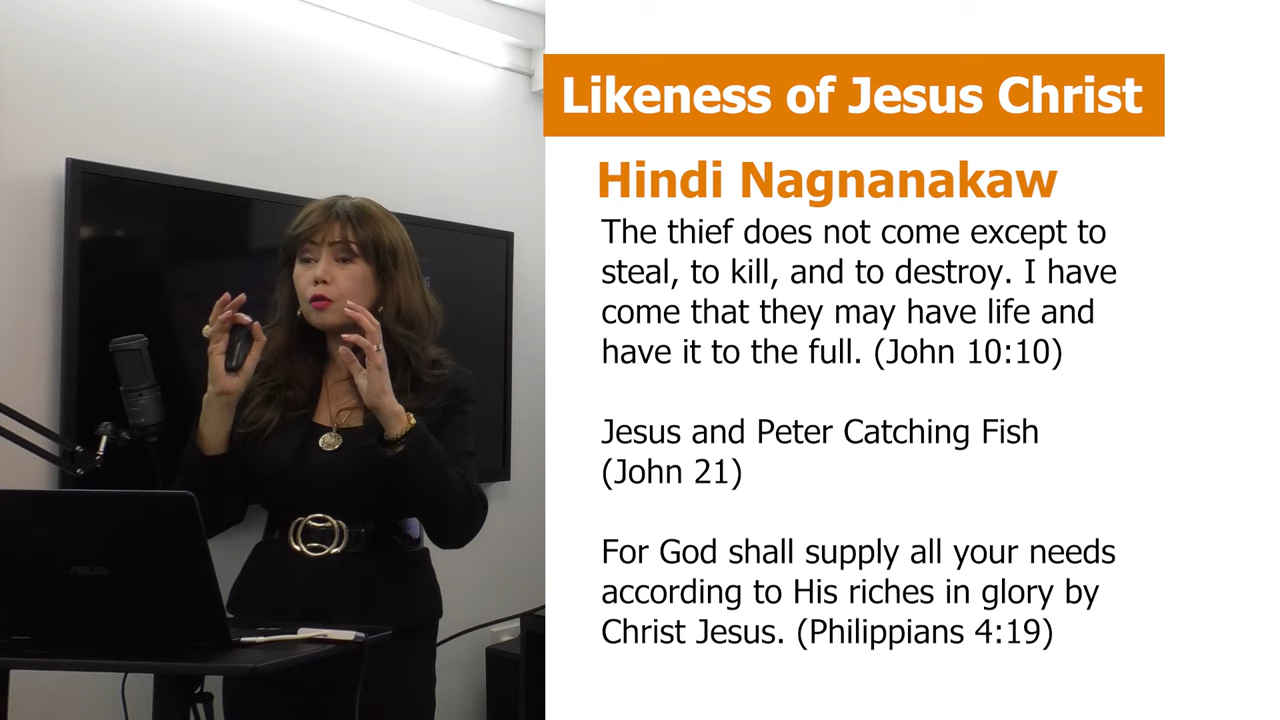 Likeness of Jesus Christ
Hindi Nagnanakaw
The thief does not come except to
steal, to kill, and to destroy. I have
come that they may have life and
have it to the full. (John 10:10)
Jesus and Peter Catching Fish
(John 21)
For God shall supply all your needs
according to His riches in glory by
Christ Jesus. (Philippians 4:19)
ASUS